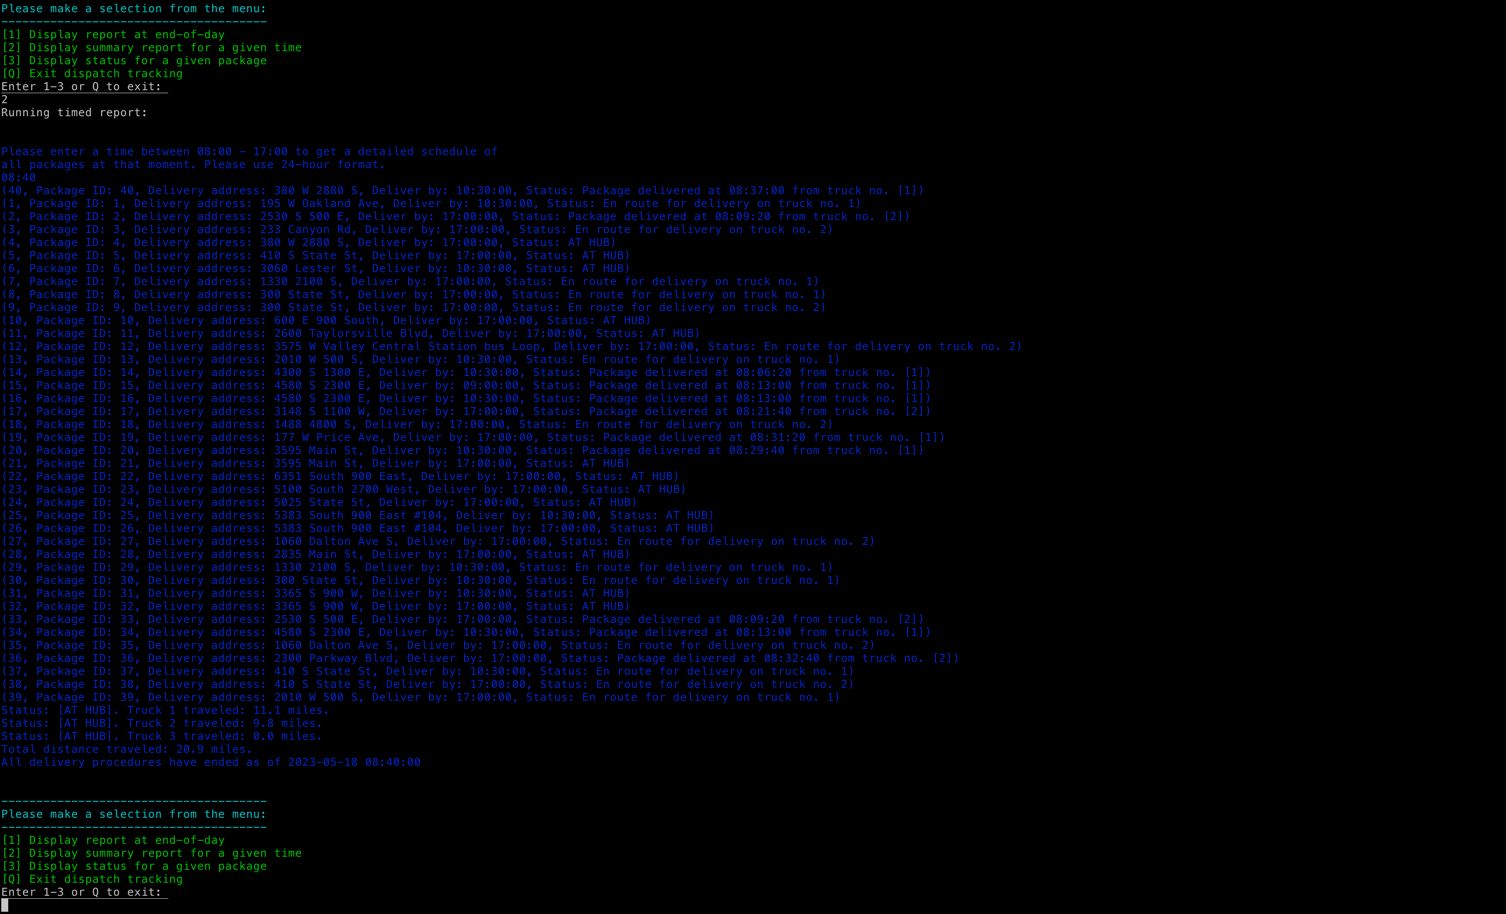 Please make a selection from the menu:
--------------------------------------
[1] Display report at end-of-day
[2] Display summary report for a given time
[3] Display status for a given package
[Q] Exit dispatch tracking
Enter 1-3 or Q to exit:
2
Running timed report:
Please enter a time between 08:00 - 17:00 to get a detailed schedule of
all packages at that moment. Please use 24-hour format.
08:40
(40, Package ID: 40, Delivery address: 380 W 2880 S, Deliver by: 10:30:00, Status: Package delivered at 08:37:00 from truck no. [1])
(1, Package ID: 1, Delivery address: 195 W Oakland Ave, Deliver by: 10:30:00, Status: En route for delivery on truck no. 1)
(2, Package ID: 2, Delivery address: 2530 S 500 E, Deliver by: 17:00:00, Status: Package delivered at 08:09:20 from truck no. [2])
(3, Package ID: 3, Delivery address: 233 Canyon Rd, Deliver by: 17:00:00, Status: En route for delivery on truck no. 2)
(4, Package ID: 4, Delivery address: 380 W 2880 S, Deliver by: 17:00:00, Status: AT HUB)
(5, Package ID: 5, Delivery address: 410 S State St, Deliver by: 17:00:00, Status: AT HUB)
(6, Package ID: 6, Delivery address: 3060 Lester St, Deliver by: 10:30:00, Status: AT HUB)
(7, Package ID: 7, Delivery address: 1330 2100 S, Deliver by: 17:00:00, Status: En route for delivery on truck no. 1)
(8, Package ID: 8, Delivery address: 300 State St, Deliver by: 17:00:00, Status: En route for delivery on truck no. 1)
(9, Package ID: 9, Delivery address: 300 State St, Deliver by: 17:00:00, Status: En route for delivery on truck no. 2)
(10, Package ID: 10, Delivery address: 600 E 900 South, Deliver by: 17:00:00, Status: AT HUB)
(11, Package ID: 11, Delivery address: 2600 Taylorsville Blvd, Deliver by: 17:00:00, Status: AT HUB)
(12, Package ID: 12, Delivery address: 3575 W Valley Central Station bus Loop, Deliver by: 17:00:00, Status: En route for delivery on truck no. 2)
(13, Package ID: 13, Delivery address: 2010 W 500 S, Deliver by: 10:30:00, Status: En route for delivery on truck no. 1)
(14, Package ID: 14, Delivery address: 4300 S 1300 E, Deliver by: 10:30:00, Status: Package delivered at 08:06:20 from truck no. [1])
(15, Package ID: 15, Delivery address: 4580 S 2300 E, Deliver by: 09:00:00, Status: Package delivered at 08:13:00 from truck no. [1])
(16, Package ID: 16, Delivery address: 4580 S 2300 E, Deliver by: 10:30:00, Status: Package delivered at 08:13:00 from truck no. [1])
(17, Package ID: 17, Delivery address: 3148 S 1100 W, Deliver by: 17:00:00, Status: Package delivered at 08:21:40 from truck no. [2])
(18, Package ID: 18, Delivery address: 1488 4800 S, Deliver by: 17:00:00, Status: En route for delivery on truck no. 2)
(19, Package ID: 19, Delivery address: 177 W Price Ave, Deliver by: 17:00:00, Status: Package delivered at 08:31:20 from truck no. [1])
(20, Package ID: 20, Delivery address: 3595 Main St, Deliver by: 10:30:00, Status: Package delivered at 08:29:40 from truck no. [1])
(21, Package ID: 21, Delivery address: 3595 Main St, Deliver by: 17:00:00, Status: AT HUB)
(22, Package ID: 22, Delivery address: 6351 South 900 East, Deliver by: 17:00:00, Status: AT HUB)
(23, Package ID: 23, Delivery address: 5100 South 2700 West, Deliver by: 17:00:00, Status: AT HUB)
(24, Package ID: 24, Delivery address: 5025 State St, Deliver by: 17:00:00, Status: AT HUB)
(25, Package ID: 25, Delivery address: 5383 South 900 East #104, Deliver by: 10:30:00, Status: AT HUB)
(26, Package ID: 26, Delivery address: 5383 South 900 East #104, Deliver by: 17:00:00, Status: AT HUB)
(27, Package ID: 27, Delivery address: 1060 Dalton Ave S, Deliver by: 17:00:00, Status: En route for delivery on truck no. 2)
(28, Package ID: 28, Delivery address: 2835 Main St, Deliver by: 17:00:00, Status: AT HUB)
(29, Package ID: 29, Delivery address: 1330 2100 S, Deliver by: 10:30:00, Status: En route for delivery on truck no. 1)
(30, Package ID: 30, Delivery address: 300 State St, Deliver by: 10:30:00, Status: En route for delivery on truck no. 1)
(31, Package ID: 31, Delivery address: 3365 S 900 W, Deliver by: 10:30:00, Status: AT HUB)
(32, Package ID: 32, Delivery address: 3365 S 900 W, Deliver by: 17:00:00, Status: AT HUB)
(33, Package ID: 33, Delivery address: 2530 S 500 E, Deliver by: 17:00:00, Status: Package delivered at 08:09:20 from truck no. [2])
(34, Package ID: 34, Delivery address: 4580 S 2300 E, Deliver by: 10:30:00, Status: Package delivered at 08:13:00 from truck no. [1])
(35, Package ID: 35, Delivery address: 1060 Dalton Ave S, Deliver by: 17:00:00, Status: En route for delivery on truck no. 2)
(36, Package ID: 36, Delivery address: 2300 Parkway Blvd, Deliver by: 17:00:00, Status: Package delivered at 08:32:40 from truck no. [2])
(37, Package ID: 37, Delivery address: 410 S State St, Deliver by: 10:30:00, Status: En route for delivery on truck no. 1)
(38, Package ID: 38, Delivery address: 410 S State St, Deliver by: 17:00:00, Status: En route for delivery on truck no. 2)
(39, Package ID: 39, Delivery address: 2010 W 500 S, Deliver by: 17:00:00, Status: En route for delivery on truck no. 1)
Status: [AT HUB]. Truck 1 traveled: 11.1 miles.
Status: [AT HUB]. Truck 2 traveled: 9.8 miles.
Status: [AT HUB]. Truck 3 traveled: 0.0 miles.
Total distance traveled: 20.9 miles.
All delivery procedures have ended as of 2023-05-18 08:40:00
--------------------------------------
Please make a selection from the menu:
--------------------------------------
[1] Display report at end-of-day
[2] Display summary report for a given time
[3] Display status for a given package
[Q] Exit dispatch tracking
Enter 1-3 or Q to exit: